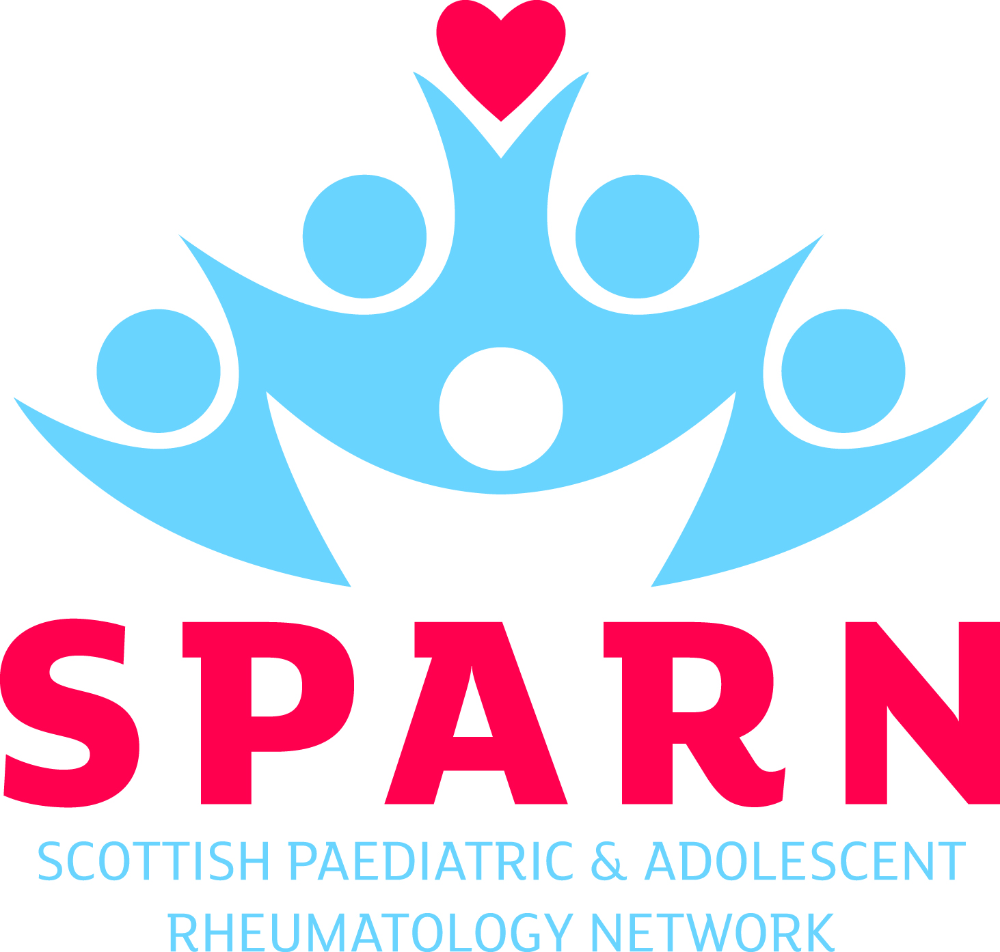 SPARN
SCOTTISH PAEDIATRIC & ADOLESCENT
RHEUMATOLOGY NETWORK